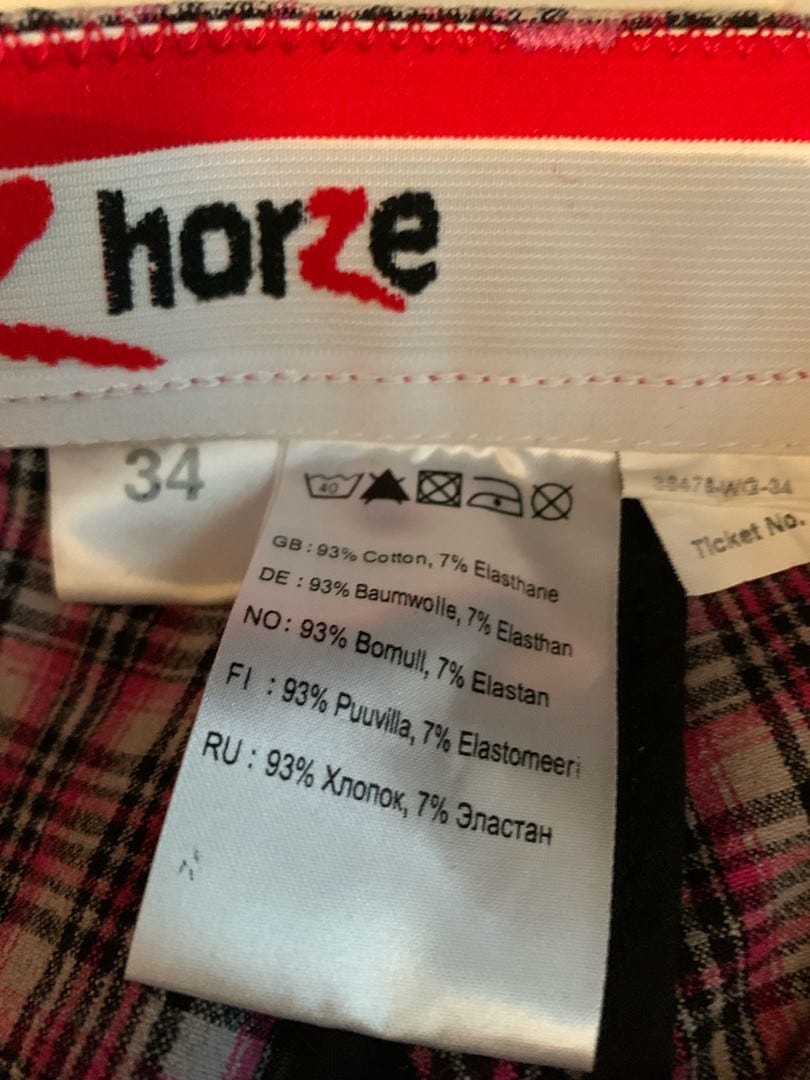 horze
34
40
GB : 93% Cotton, 7% Elasthane
DE : 93% Baumwolle, 7% Elasthan
NO : 93% Bomull, 7% Elastan
FI : 93% Puuvilla, 7% Elastomeeri
RU : 93% Хлопок, 7% Эластан
Ticket No.